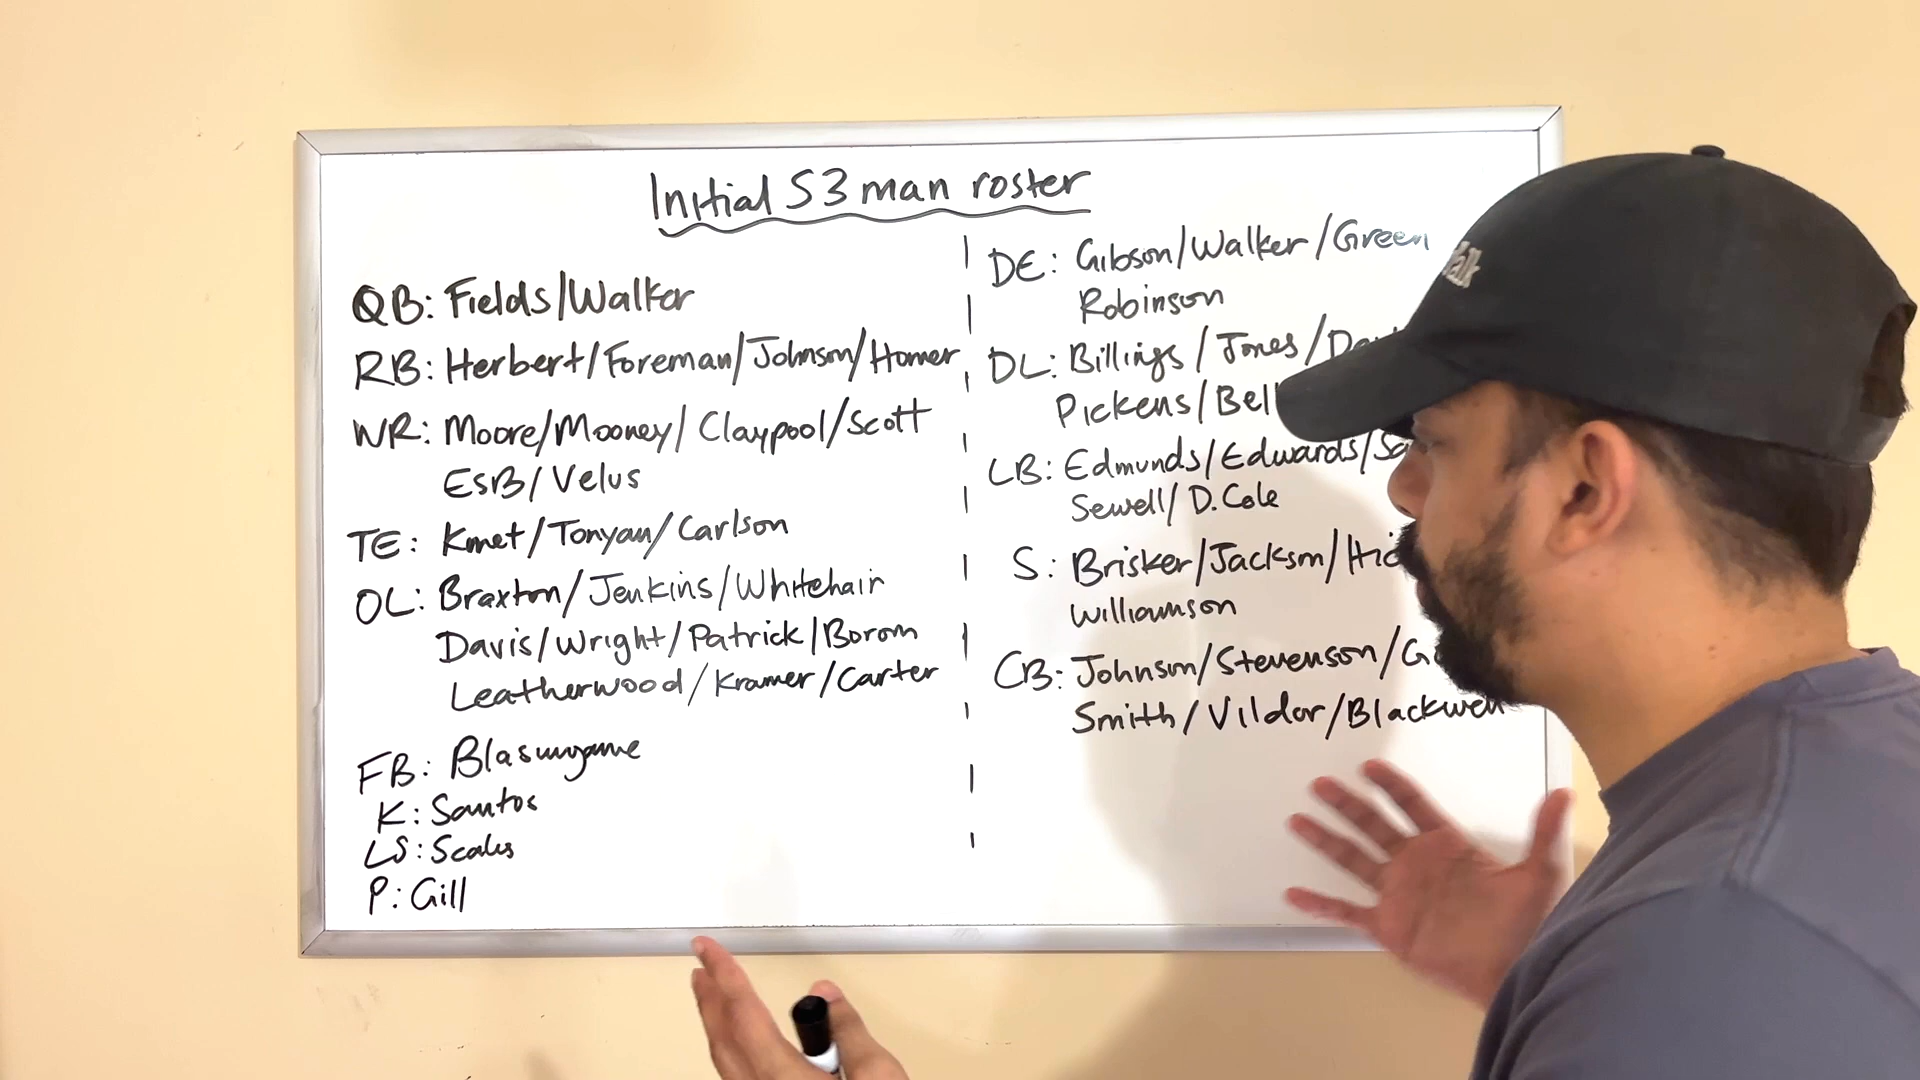 Initial 53 man roster
QB: Fields/Walker
RB: Herbert/Foreman/Johnson/Homer
WR: Moore/Mooney/Claypool/Scott
EsB/Velus
TE: Kmet/Tonyan/Carlson
OL: Braxton/Jenkins/Whitehair
Davis/Wright/Patrick/Borom
Leatherwood/Kramer/Carter
FB: Blasingame
K: Santos
LS: Scales
P: Gill
DE: Gibson/Walker/Green
Robinson
DL: Billings/Jones/
Pickens/Bell
LB: Edmunds/Edwards/
Sewell/D.Cole
S: Brisker/Jackson/
Williamson
CB: Johnson/Stevenson/
Smith/Vildor/Blackwell